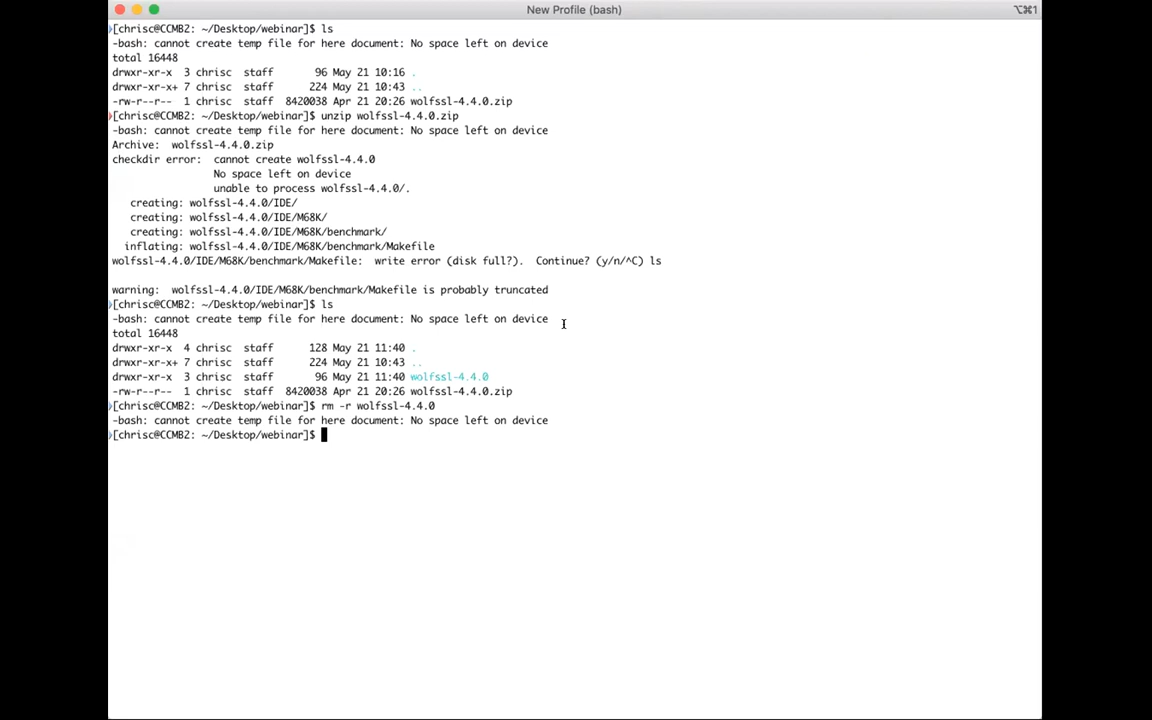 New Profile (bash)
⌥⌘1
[chrisc@CCMB2: ~/Desktop/webinar]$ ls
-bash: cannot create temp file for here document: No space left on device
total 16448
drwxr-xr-x  3 chrisc  staff       96 May 21 10:16 .
drwxr-xr-x+ 7 chrisc  staff      224 May 21 10:43 ..
-rw-r--r--  1 chrisc  staff  8420038 Apr 21 20:26 wolfssl-4.4.0.zip
[chrisc@CCMB2: ~/Desktop/webinar]$ unzip wolfssl-4.4.0.zip
-bash: cannot create temp file for here document: No space left on device
Archive:  wolfssl-4.4.0.zip
checkdir error:  cannot create wolfssl-4.4.0
                 No space left on device
                 unable to process wolfssl-4.4.0/.
   creating: wolfssl-4.4.0/IDE/
   creating: wolfssl-4.4.0/IDE/M68K/
   creating: wolfssl-4.4.0/IDE/M68K/benchmark/
  inflating: wolfssl-4.4.0/IDE/M68K/benchmark/Makefile
wolfssl-4.4.0/IDE/M68K/benchmark/Makefile:  write error (disk full?).  Continue? (y/n/^C) ls
warning:  wolfssl-4.4.0/IDE/M68K/benchmark/Makefile is probably truncated
[chrisc@CCMB2: ~/Desktop/webinar]$ ls
-bash: cannot create temp file for here document: No space left on device
total 16448
drwxr-xr-x  4 chrisc  staff      128 May 21 11:40 .
drwxr-xr-x+ 7 chrisc  staff      224 May 21 10:43 ..
drwxr-xr-x  3 chrisc  staff       96 May 21 11:40 wolfssl-4.4.0
-rw-r--r--  1 chrisc  staff  8420038 Apr 21 20:26 wolfssl-4.4.0.zip
[chrisc@CCMB2: ~/Desktop/webinar]$ rm -r wolfssl-4.4.0
-bash: cannot create temp file for here document: No space left on device
[chrisc@CCMB2: ~/Desktop/webinar]$